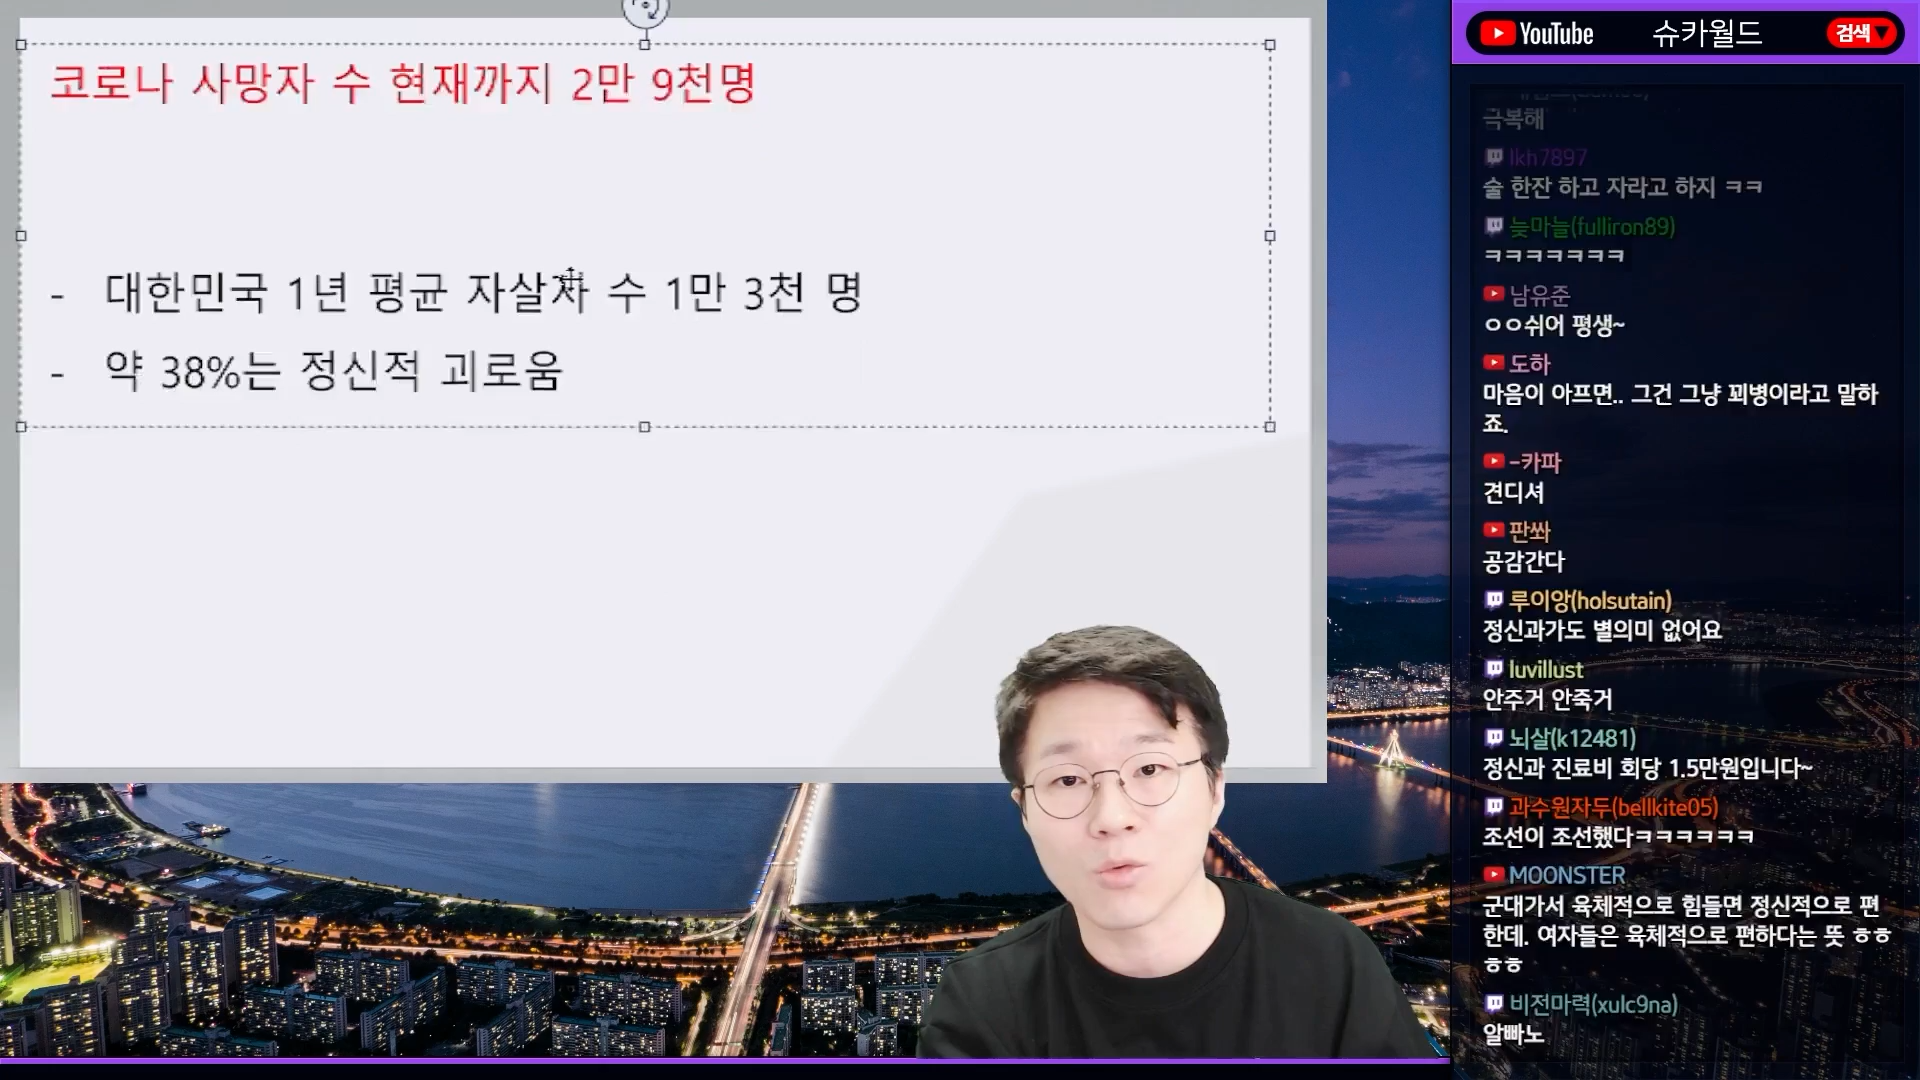 코로나 사망자 수 현재까지 2만 9천명
- 대한민국 1년 평균 자살자 수 1만 3천 명
- 약 38%는 정신적 괴로움
YouTube 슈카월드 검색▼
극복해
lkh7897
술 한잔 하고 자라고 하지 ㅋㅋ
늦마늘(fulliron89)
ㅋㅋㅋㅋㅋㅋㅋ
남유준
ㅇㅇ쉬어 평생~
도하
마음이 아프면.. 그건 그냥 꾀병이라고 말하
죠.
-카파
견디셔
판쏴
공감간다
루이앙(holsutain)
정신과가도 별의미 없어요
luvillust
안주거 안죽거
뇌살(k12481)
정신과 진료비 회당 1.5만원입니다~
과수원자두(bellkite05)
조선이 조선했다ㅋㅋㅋㅋㅋㅋ
MOONSTER
군대가서 육체적으로 힘들면 정신적으로 편
한데. 여자들은 육체적으로 편하다는 뜻 ㅎㅎ
ㅎㅎ
비전마력(xulc9na)
알빠노